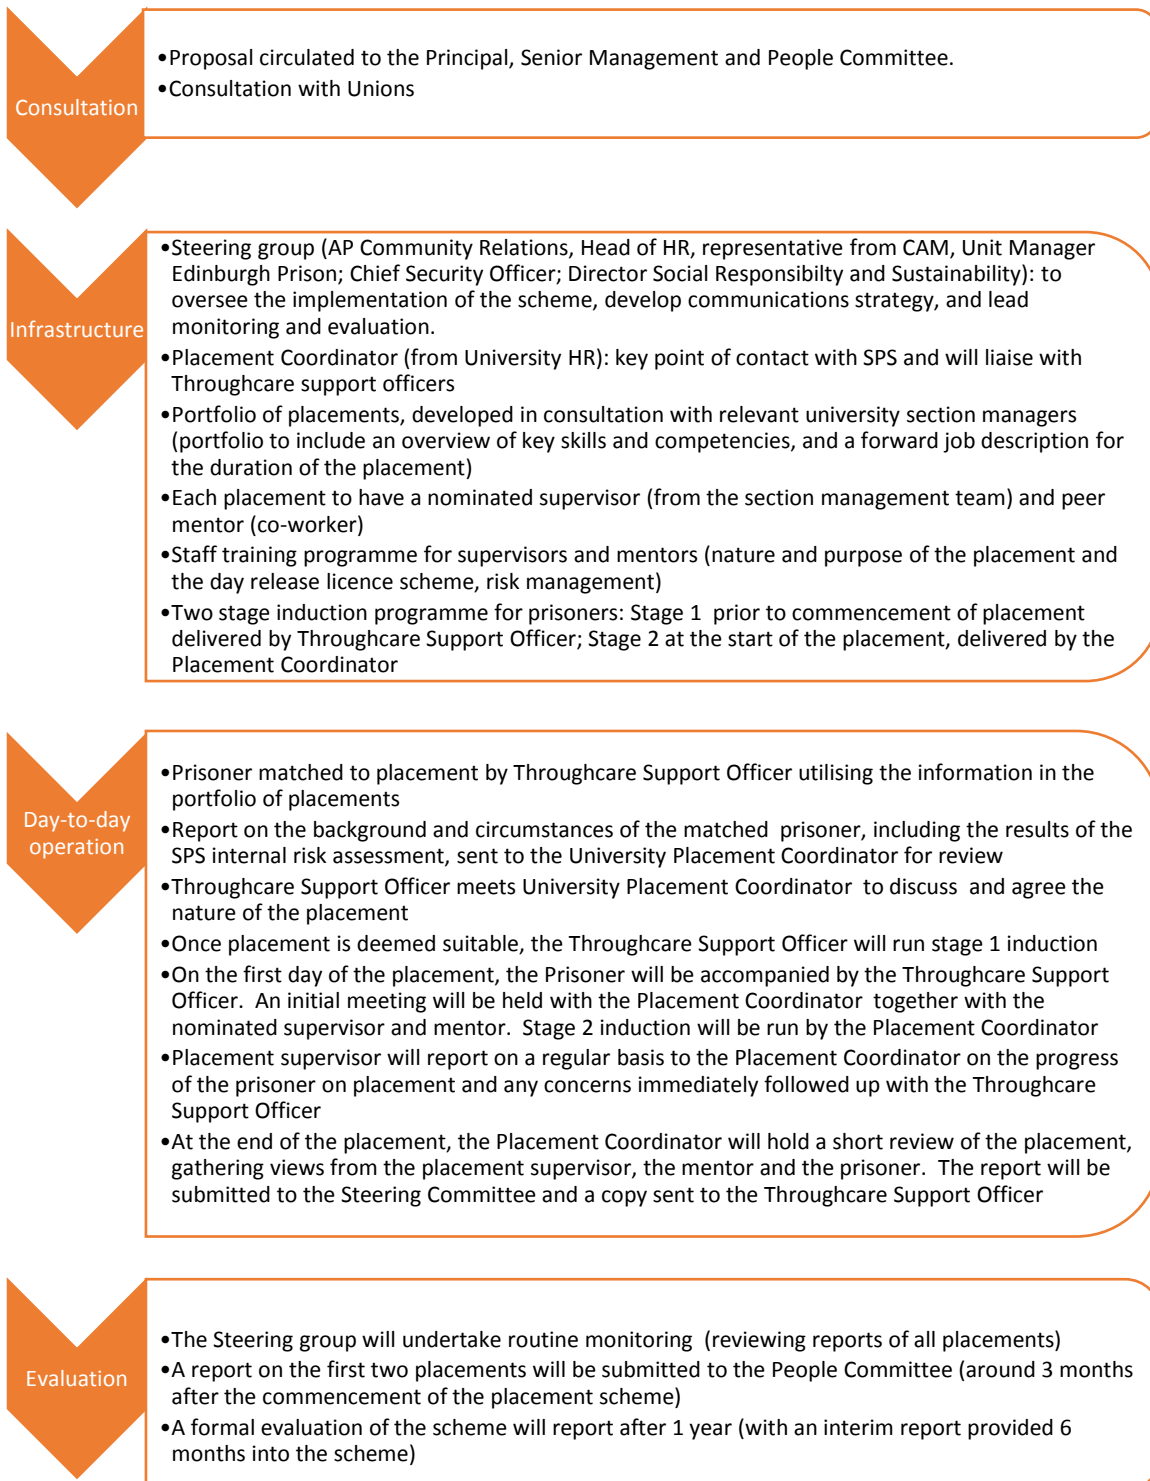 Consultation
•Proposal circulated to the Principal, Senior Management and People Committee.
•Consultation with Unions
Infrastructure
•Steering group (AP Community Relations, Head of HR, representative from CAM, Unit Manager
Edinburgh Prison; Chief Security Officer; Director Social Responsibilty and Sustainability): to
oversee the implementation of the scheme, develop communications strategy, and lead
monitoring and evaluation.
•Placement Coordinator (from University HR): key point of contact with SPS and will liaise with
Throughcare support officers
•Portfolio of placements, developed in consultation with relevant university section managers
(portfolio to include an overview of key skills and competencies, and a forward job description for
the duration of the placement)
•Each placement to have a nominated supervisor (from the section management team) and peer
mentor (co-worker)
•Staff training programme for supervisors and mentors (nature and purpose of the placement and
the day release licence scheme, risk management)
•Two stage induction programme for prisoners: Stage 1 prior to commencement of placement
delivered by Throughcare Support Officer; Stage 2 at the start of the placement, delivered by the
Placement Coordinator
Day-to-day
operation
•Prisoner matched to placement by Throughcare Support Officer utilising the information in the
portfolio of placements
•Report on the background and circumstances of the matched prisoner, including the results of the
SPS internal risk assessment, sent to the University Placement Coordinator for review
•Throughcare Support Officer meets University Placement Coordinator to discuss and agree the
nature of the placement
•Once placement is deemed suitable, the Throughcare Support Officer will run stage 1 induction
•On the first day of the placement, the Prisoner will be accompanied by the Throughcare Support
Officer. An initial meeting will be held with the Placement Coordinator together with the
nominated supervisor and mentor. Stage 2 induction will be run by the Placement Coordinator
•Placement supervisor will report on a regular basis to the Placement Coordinator on the progress
of the prisoner on placement and any concerns immediately followed up with the Throughcare
Support Officer
•At the end of the placement, the Placement Coordinator will hold a short review of the placement,
gathering views from the placement supervisor, the mentor and the prisoner. The report will be
submitted to the Steering Committee and a copy sent to the Throughcare Support Officer
Evaluation
•The Steering group will undertake routine monitoring (reviewing reports of all placements)
•A report on the first two placements will be submitted to the People Committee (around 3 months
after the commencement of the placement scheme)
•A formal evaluation of the scheme will report after 1 year (with an interim report provided 6
months into the scheme)